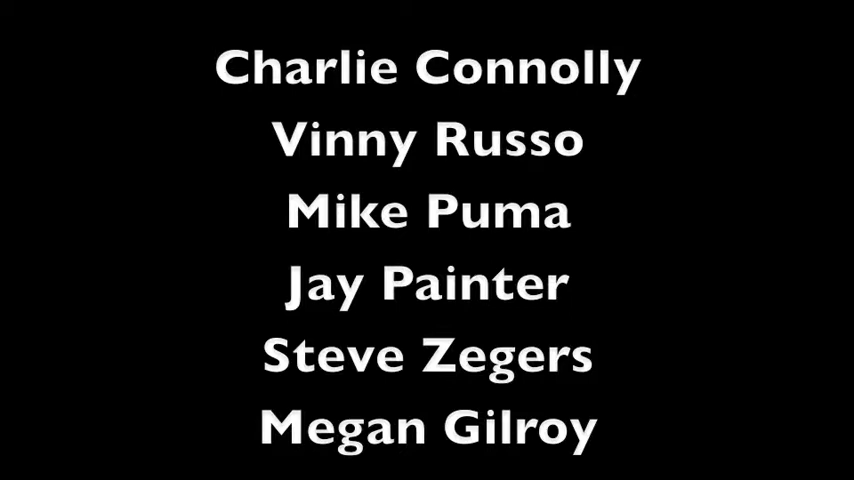 Charlie Connolly
Vinny Russo
Mike Puma
Jay Painter
Steve Zegers
Megan Gilroy